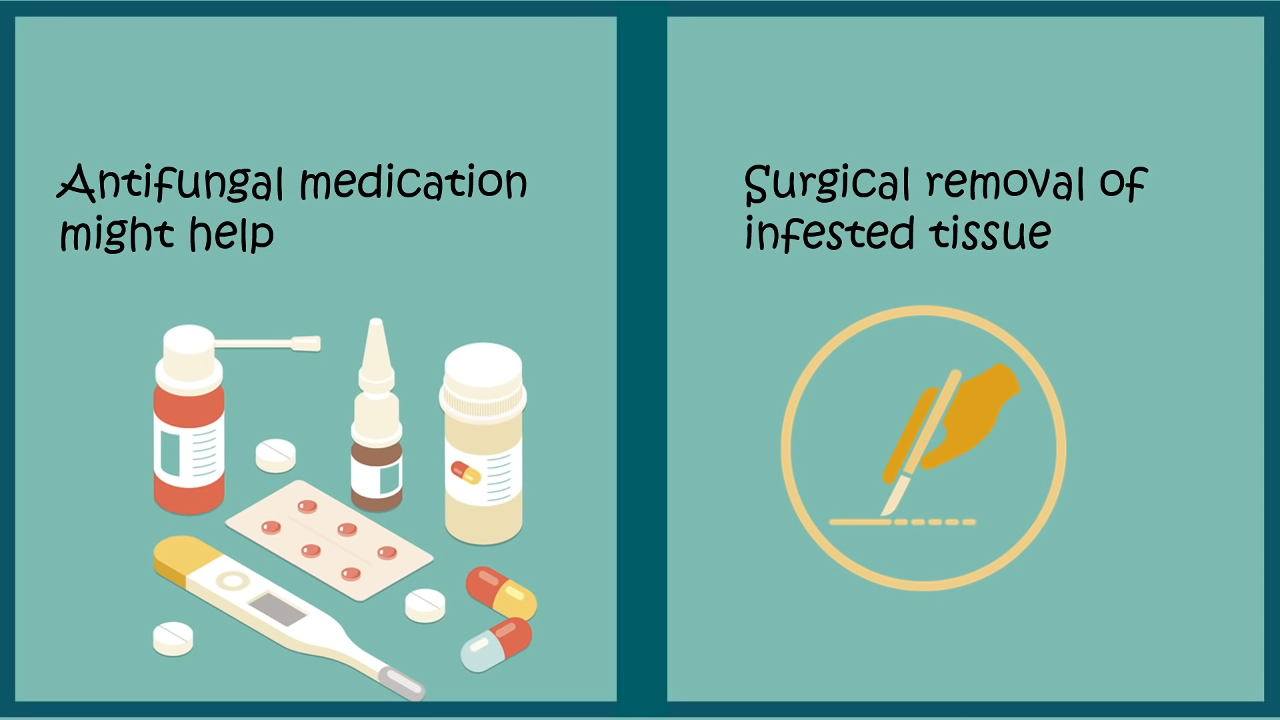 Antifungal medication
might help
Surgical removal of
infested tissue